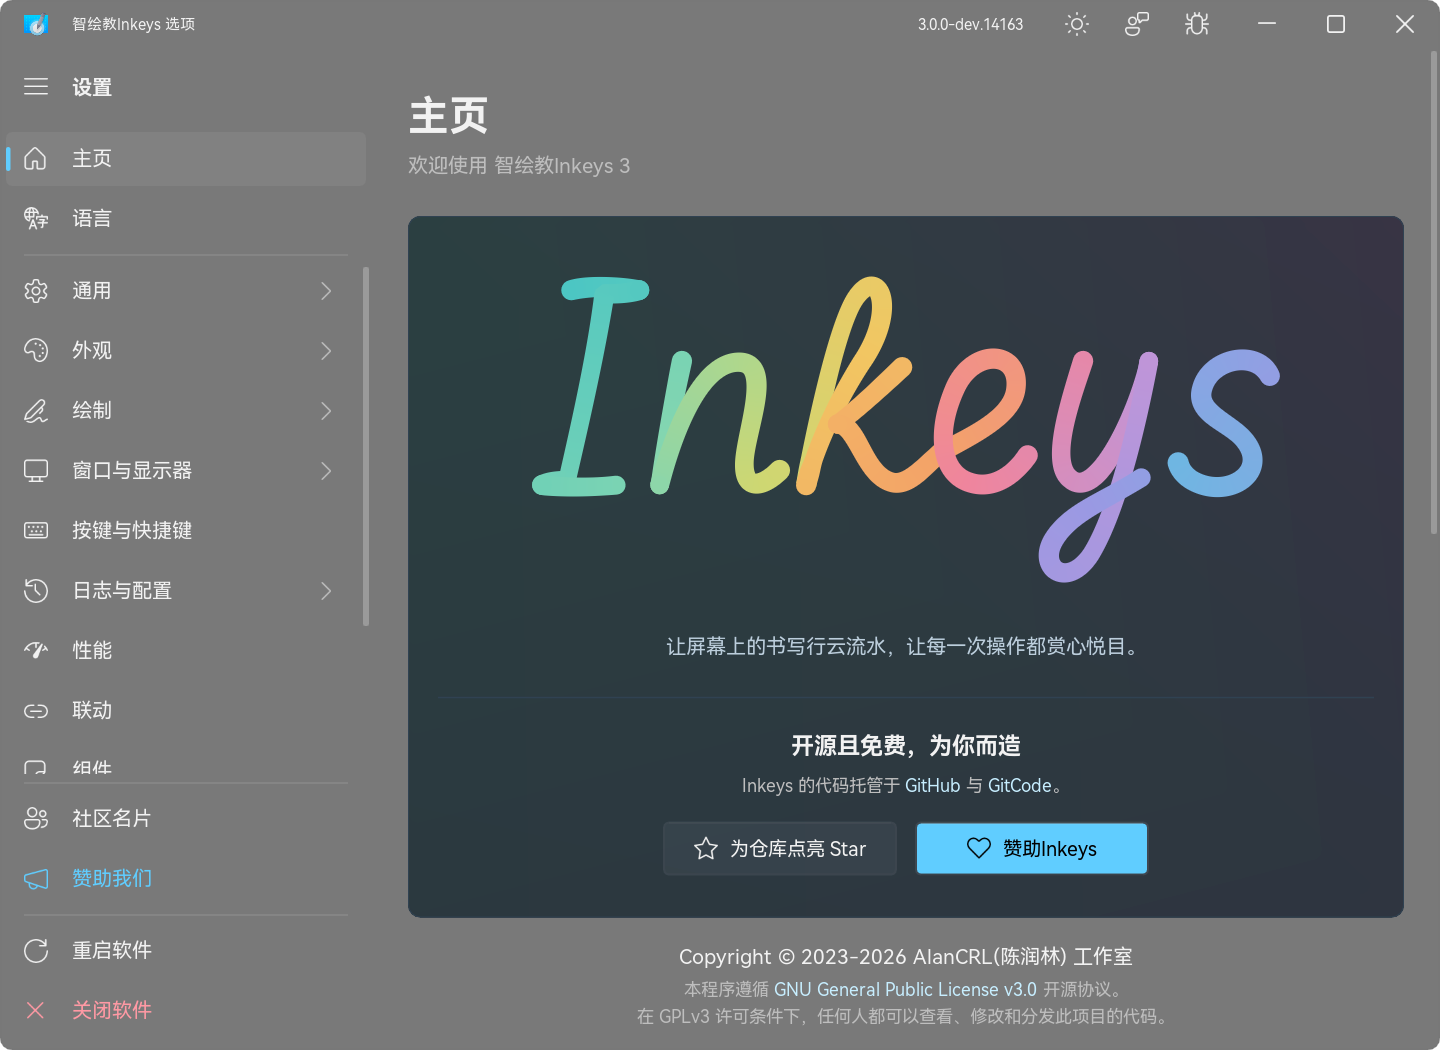 智绘教Inkeys 选项
3.0.0-dev.14163
设置
主页
语言
通用
外观
绘制
窗口与显示器
按键与快捷键
日志与配置
性能
联动
组件
社区名片
赞助我们
重启软件
关闭软件
主页
欢迎使用 智绘教Inkeys 3
Inkeys
让屏幕上的书写行云流水，让每一次操作都赏心悦目。
开源且免费，为你而造
Inkeys 的代码托管于 GitHub 与 GitCode。
为仓库点亮 Star
赞助Inkeys
Copyright © 2023-2026 AlanCRL(陈润林) 工作室
本程序遵循 GNU General Public License v3.0 开源协议。
在 GPLv3 许可条件下，任何人都可以查看、修改和分发此项目的代码。